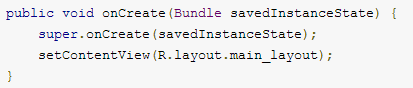 public void onCreate(Bundle savedInstanceState) {
    super.onCreate(savedInstanceState);
    setContentView(R.layout.main_layout);
}